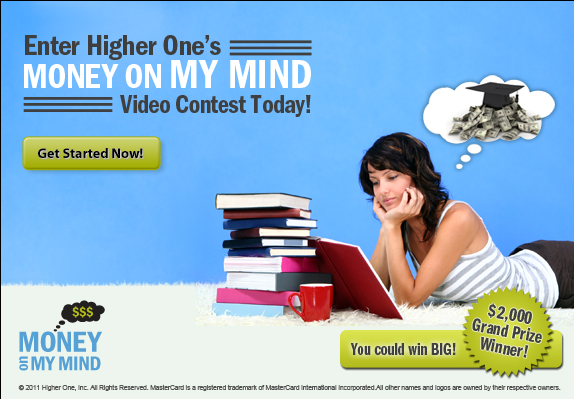 Enter Higher One's
MONEY ON MY MIND
Video Contest Today!
Get Started Now!
$$$
MONEY
on MY MIND
You could win BIG!
$2,000
Grand Prize
Winner!
© 2011 Higher One, Inc. All Rights Reserved. MasterCard is a registered trademark of MasterCard International Incorporated.All other names and logos are owned by their respective owners.